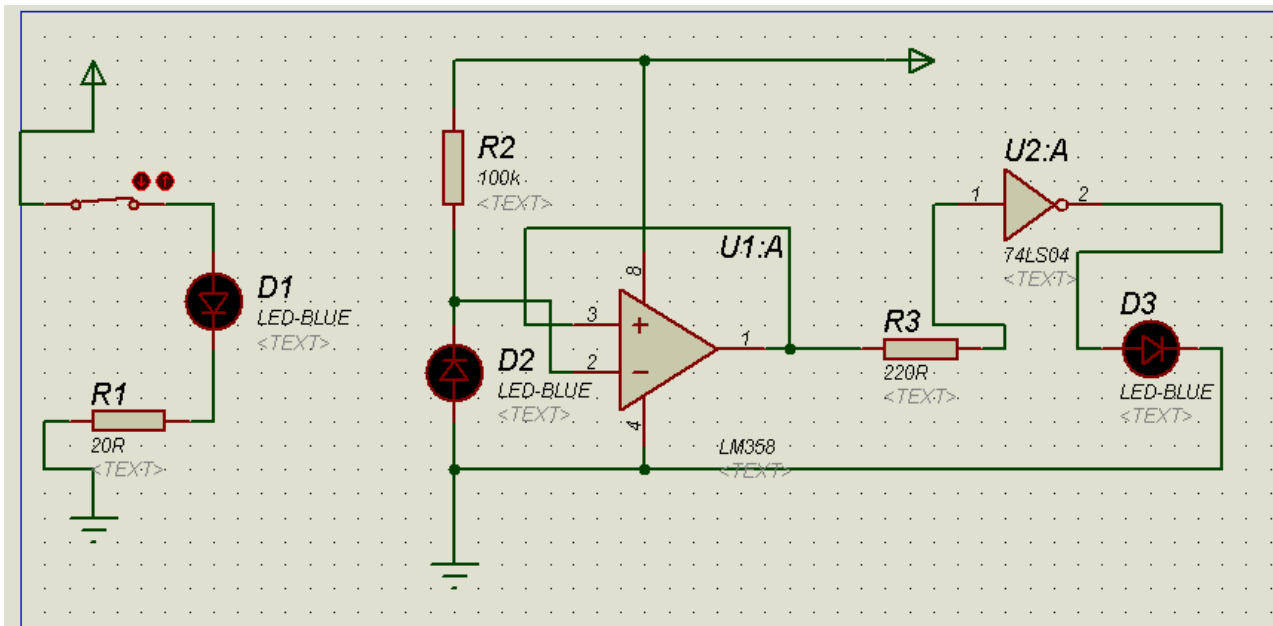 R2
100k
<TEXT>
U2:A
1
2
74LS04
<TEXT>
U1:A
8
D1
LED-BLUE
<TEXT>
3
2
1
4
D2
LED-BLUE
<TEXT>
R3
220R
<TEXT>
D3
LED-BLUE
<TEXT>
R1
20R
<TEXT>
LM358
<TEXT>